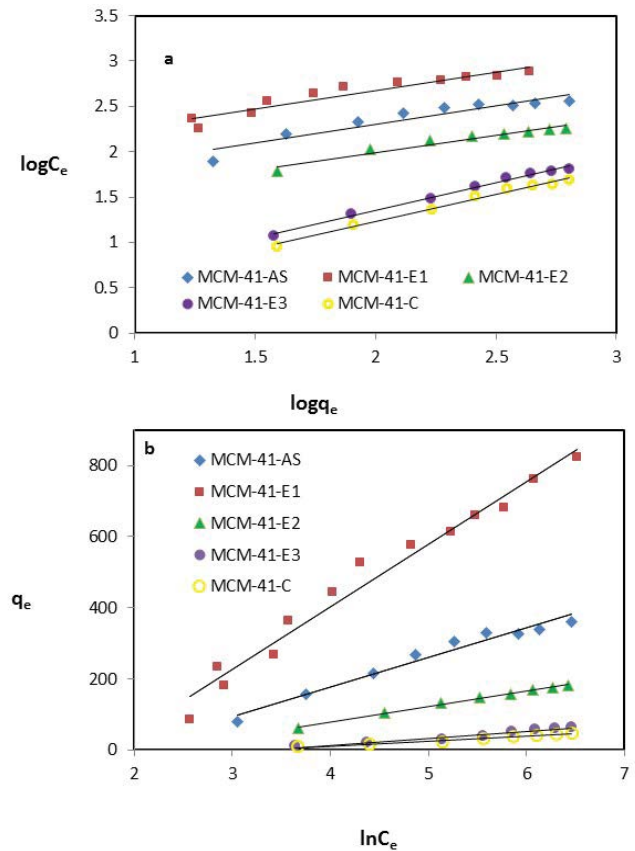 a
3.5
3
2.5
2
1.5
1
0.5
0
logCₑ
MCM-41-AS MCM-41-E1 MCM-41-E2
MCM-41-E3 MCM-41-C
1 1.5 2 2.5 3
logqₑ
b
800
600
400
200
0
qₑ
MCM-41-AS
MCM-41-E1
MCM-41-E2
MCM-41-E3
MCM-41-C
2 3 4 5 6 7
lnCₑ